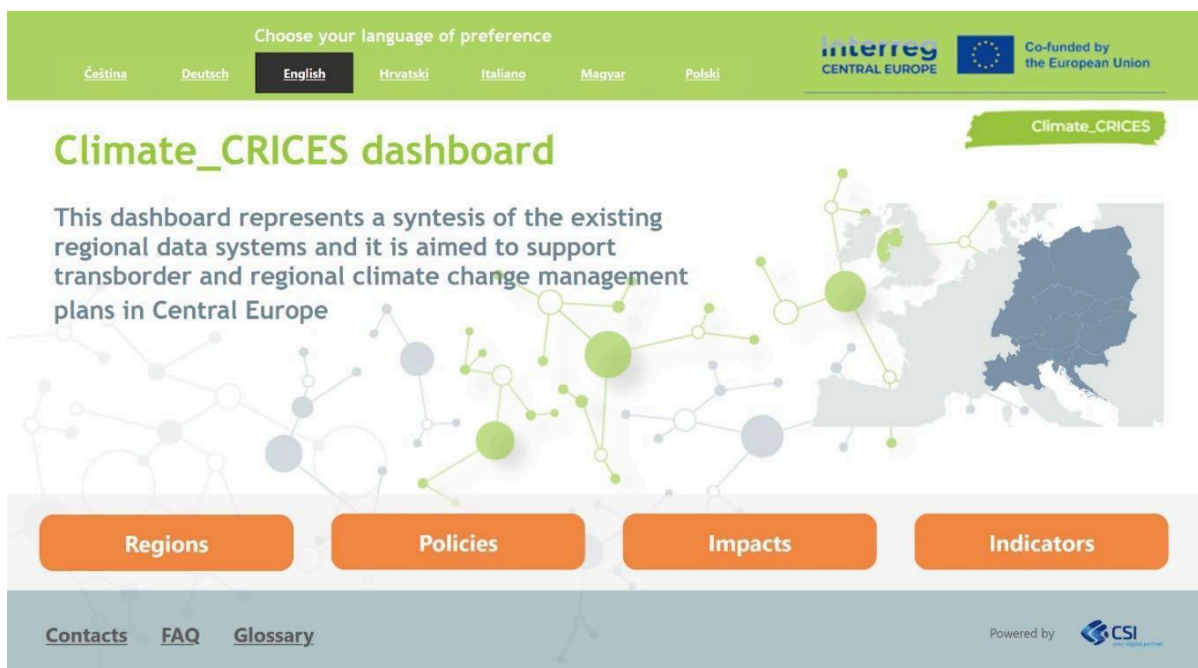 Choose your language of preference
Čeština Deutsch English Hrvatski Italiano Magyar Polski
Interreg
CENTRAL EUROPE
Co-funded by
the European Union
Climate_CRICES
Climate_CRICES dashboard
This dashboard represents a syntesis of the existing
regional data systems and it is aimed to support
transborder and regional climate change management
plans in Central Europe
Regions Policies Impacts Indicators
Contacts FAQ Glossary
Powered by
CSI
your digital partner